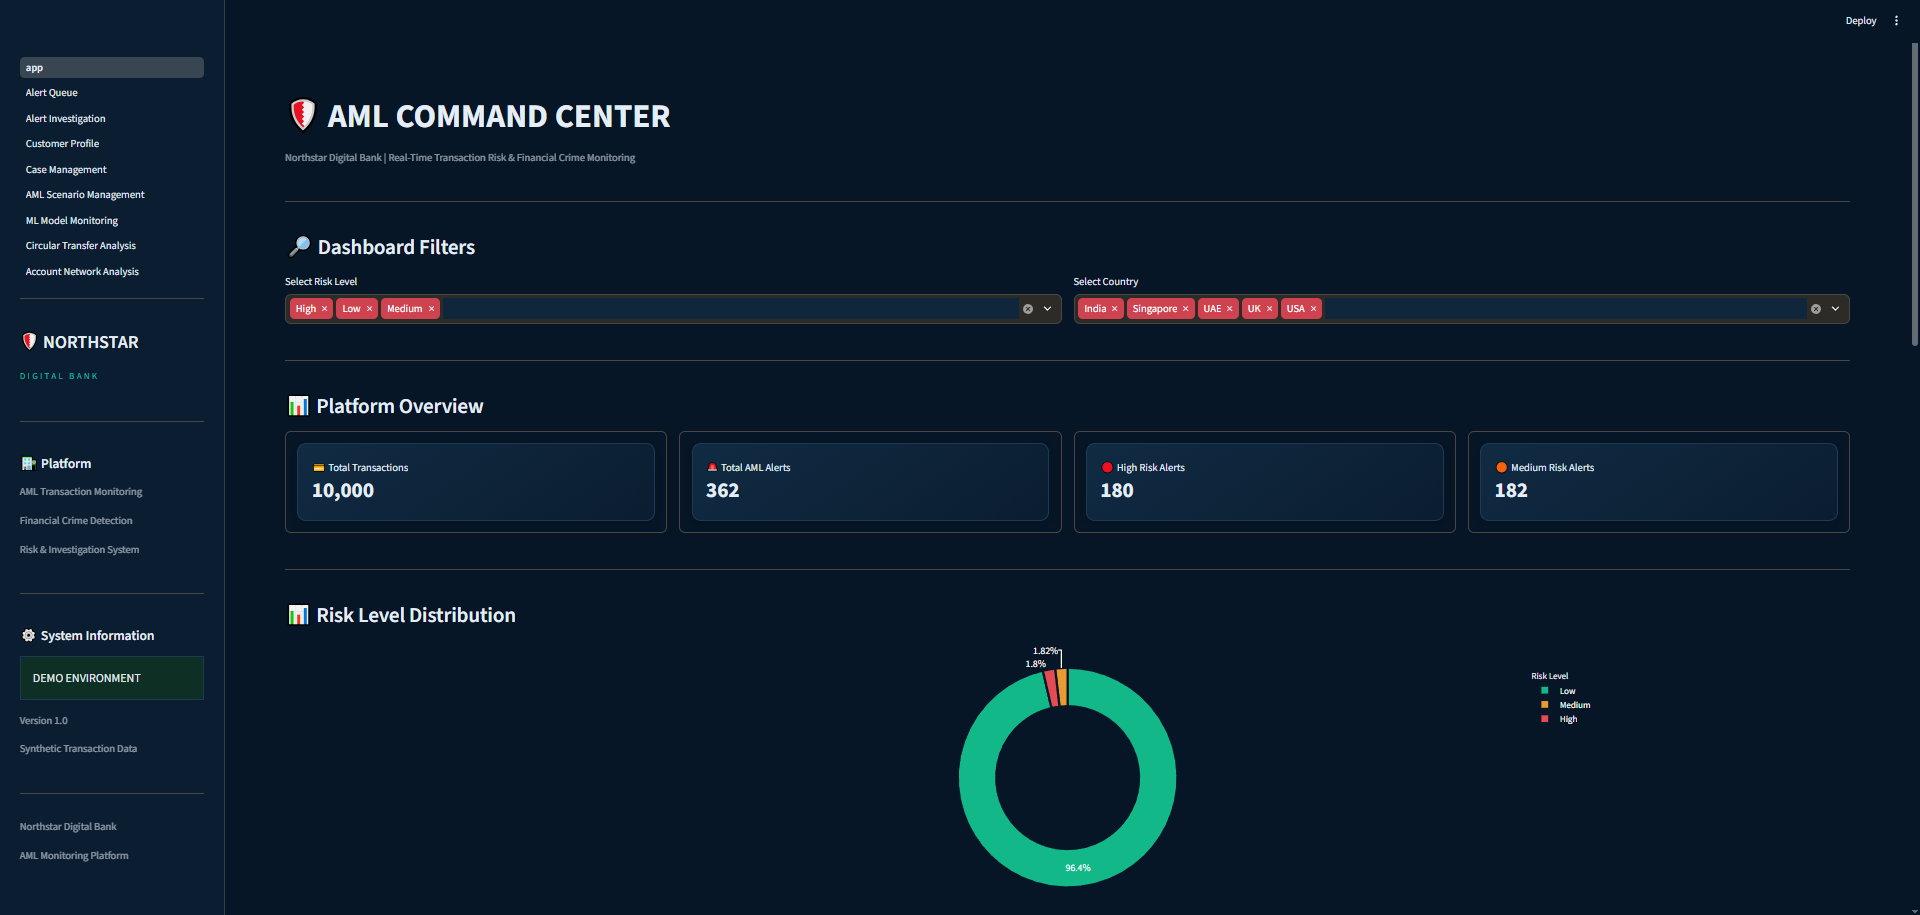 Deploy
app
Alert Queue
Alert Investigation
Customer Profile
Case Management
AML Scenario Management
ML Model Monitoring
Circular Transfer Analysis
Account Network Analysis
NORTHSTAR
DIGITAL BANK
Platform
AML Transaction Monitoring
Financial Crime Detection
Risk & Investigation System
System Information
DEMO ENVIRONMENT
Version 1.0
Synthetic Transaction Data
Northstar Digital Bank
AML Monitoring Platform
AML COMMAND CENTER
Northstar Digital Bank | Real-Time Transaction Risk & Financial Crime Monitoring
Dashboard Filters
Select Risk Level
High × Low × Medium ×
Select Country
India × Singapore × UAE × UK × USA ×
Platform Overview
Total Transactions
10,000
Total AML Alerts
362
High Risk Alerts
180
Medium Risk Alerts
182
Risk Level Distribution
1.82%
1.8%
96.4%
Risk Level
Low
Medium
High